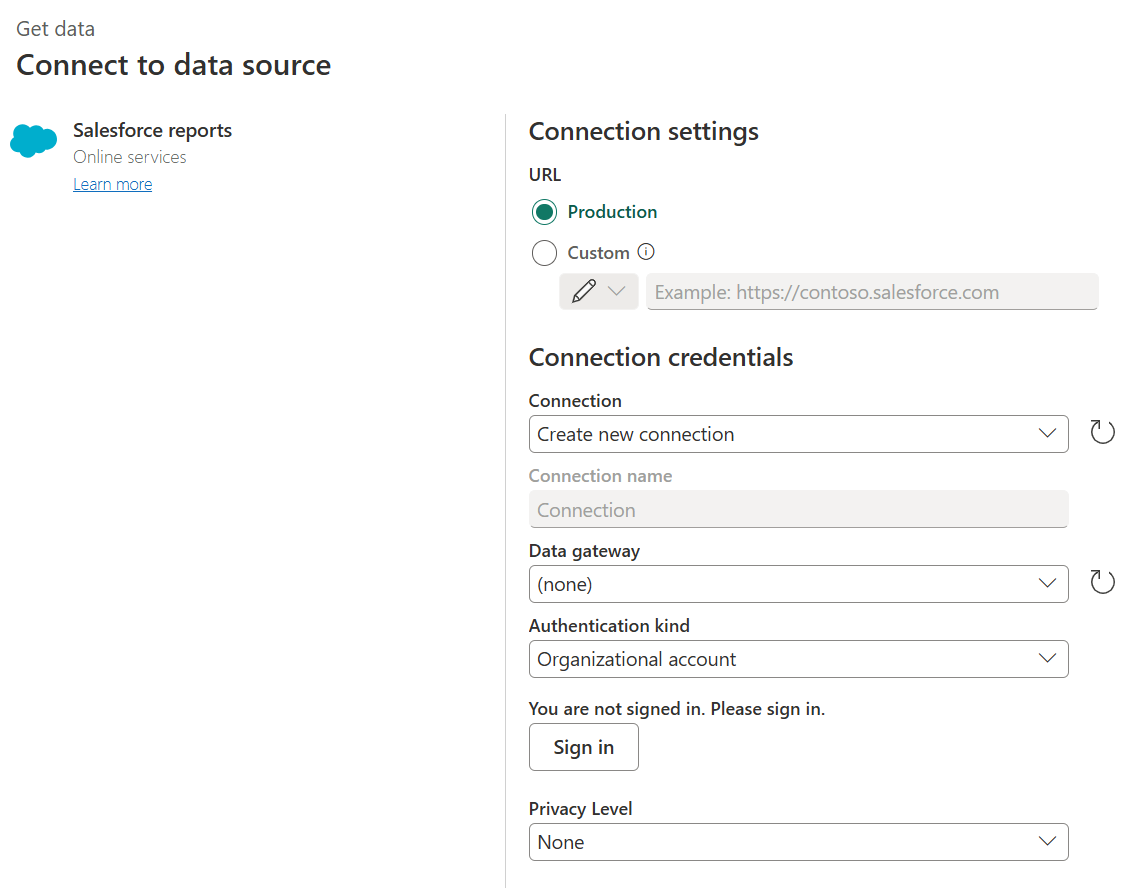 Get data
Connect to data source
Salesforce reports
Online services
Learn more
Connection settings
URL
Production
Custom
Example: https://contoso.salesforce.com
Connection credentials
Connection
Create new connection
Connection name
Connection
Data gateway
(none)
Authentication kind
Organizational account
You are not signed in. Please sign in.
Sign in
Privacy Level
None